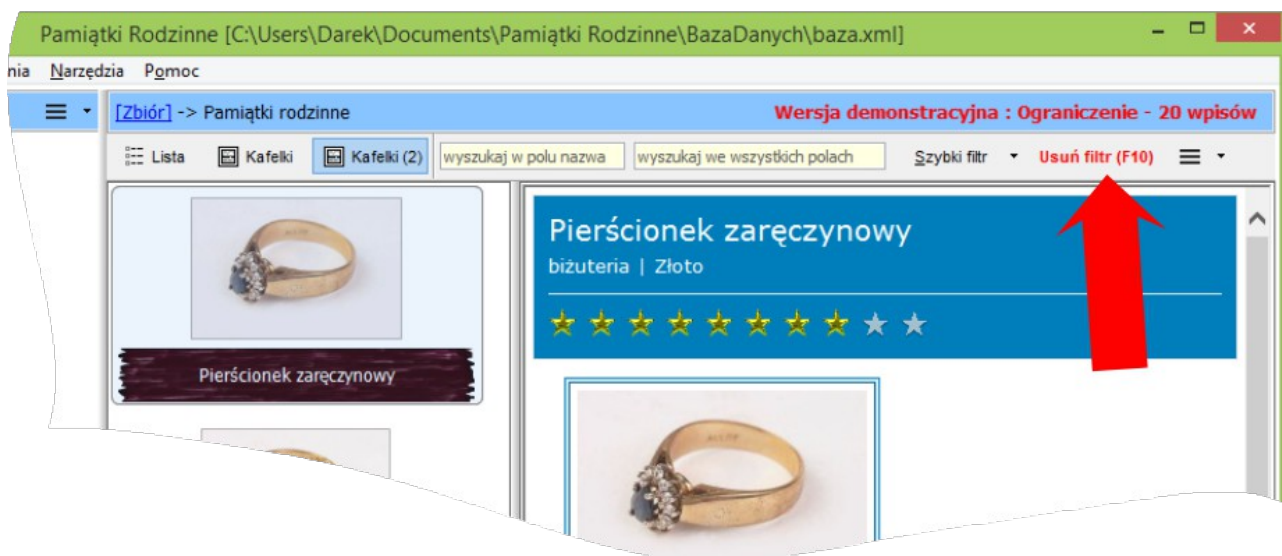 Pamiątki Rodzinne [C:\Users\Darek\Documents\Pamiątki Rodzinne\BazaDanych\baza.xml]
nia Narzędzia Pomoc
[Zbiór] -> Pamiątki rodzinne Wersja demonstracyjna : Ograniczenie - 20 wpisów
Lista Kafelki Kafelki (2) wyszukaj w polu nazwa wyszukaj we wszystkich polach Szybki filtr Usuń filtr (F10)
Pierścionek zaręczynowy
biżuteria | Złoto
Pierścionek zaręczynowy